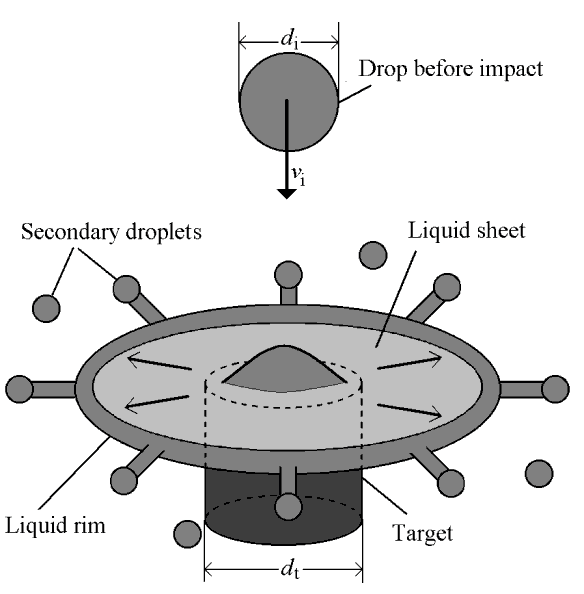 d_i
Drop before impact
v_i
Secondary droplets
Liquid sheet
Liquid rim
Target
d_t